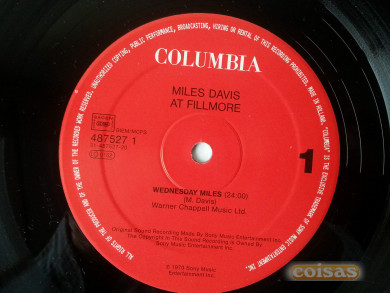 COLUMBIA
MILES DAVIS
AT FILLMORE
STEMRA
BIEM/MCPS
487527 1
1
WEDNESDAY MILES (24:00)
(M. Davis)
Warner Chappell Music Ltd.
Original Sound Recording Made By Sony Music Entertainment Inc.
The Copyright In This Sound Recording Is Owned By
Sony Music Entertainment Inc.
℗ 1970 Sony Music
Entertainment Inc.
ALL RIGHTS OF THE PRODUCER AND OF THE OWNER OF THE RECORDED WORK RESERVED. UNAUTHORIZED COPYING, PUBLIC PERFORMANCE, BROADCASTING, HIRING OR RENTAL OF THIS RECORDING PROHIBITED. MADE IN HOLLAND. "COLUMBIA" IS THE EXCLUSIVE TRADEMARK OF SONY MUSIC ENTERTAINMENT INC.
coisas